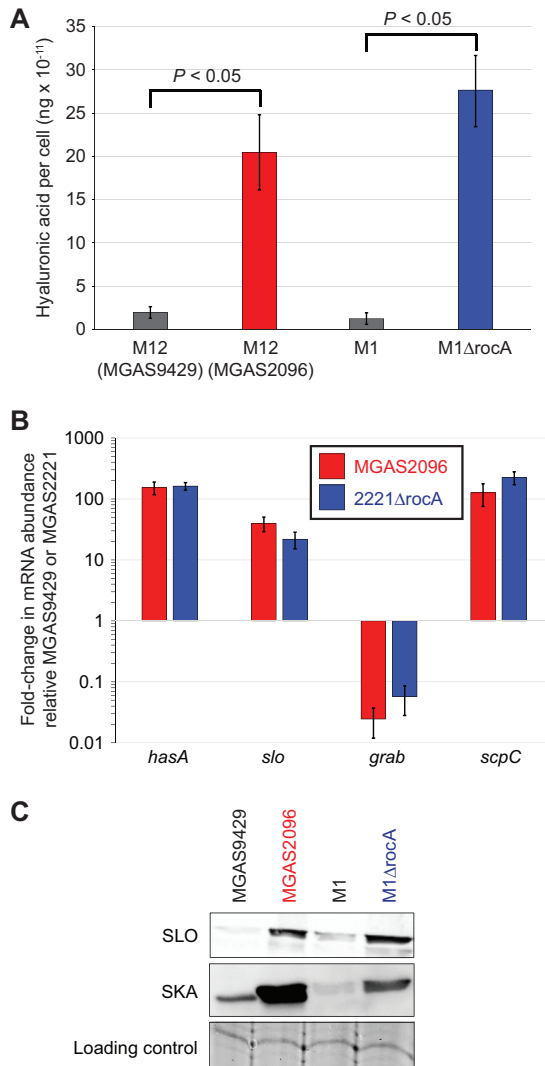 A
Hyaluronic acid per cell (ng x 10⁻¹¹)
35
30
25
20
15
10
5
0
P < 0.05
P < 0.05
M12
(MGAS9429)
M12
(MGAS2096)
M1
M1ΔrocA
B
Fold-change in mRNA abundance
relative MGAS9429 or MGAS2221
1000
100
10
1
0.1
0.01
MGAS2096
2221ΔrocA
hasA
slo
grab
scpC
C
MGAS9429
MGAS2096
M1
M1ΔrocA
SLO
SKA
Loading control